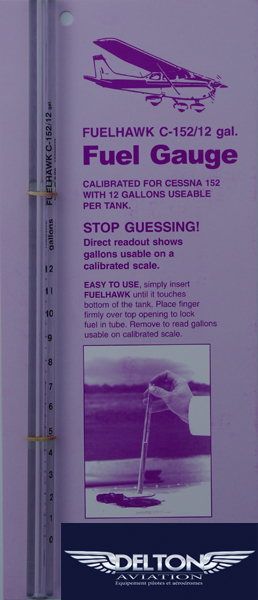 FUELHAWK C-152/12 gal.
gallons
12
11
10
9
8
7
6
5
4
3
2
1
0
FUELHAWK C-152/12 gal.
Fuel Gauge
CALIBRATED FOR CESSNA 152
WITH 12 GALLONS USEABLE
PER TANK.
STOP GUESSING!
Direct readout shows
gallons usable on a
calibrated scale.
EASY TO USE, simply insert
FUELHAWK until it touches
bottom of the tank. Place finger
firmly over top opening to lock
fuel in tube. Remove to read gallons
usable on calibrated scale.
DELTON
AVIATION
Equipement pilotes et aérodromes